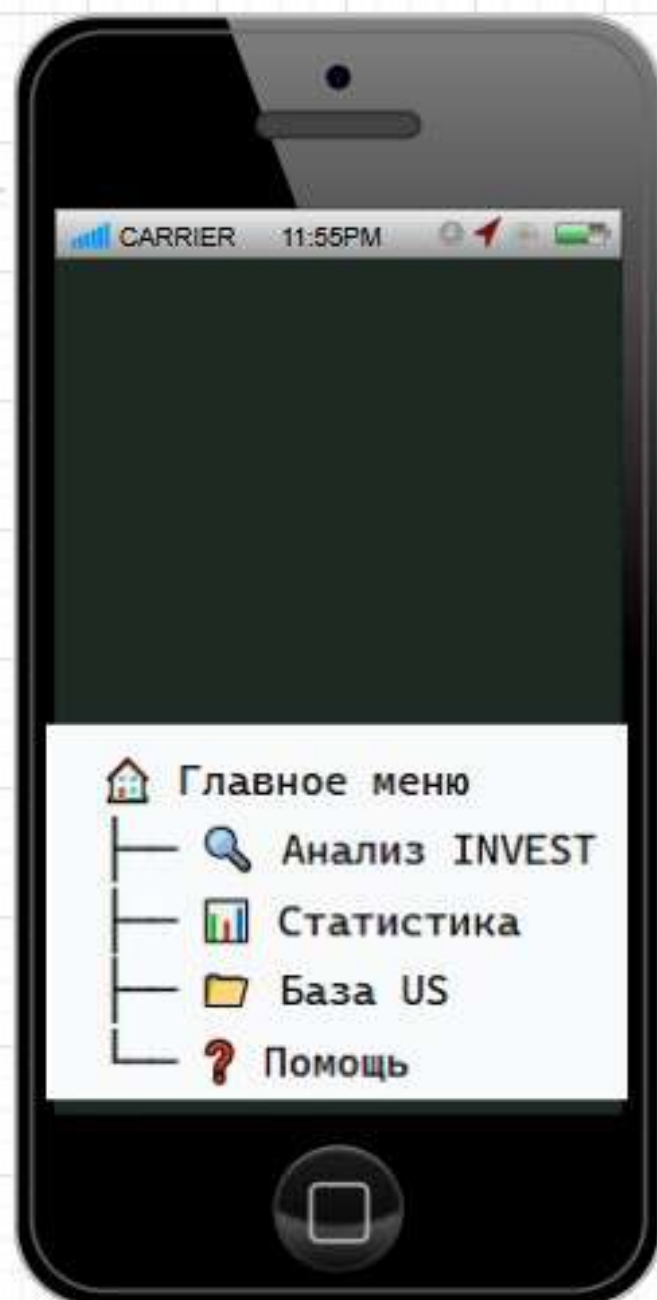 CARRIER 11:55PM
Главное меню
Анализ INVEST
Статистика
База US
Помощь